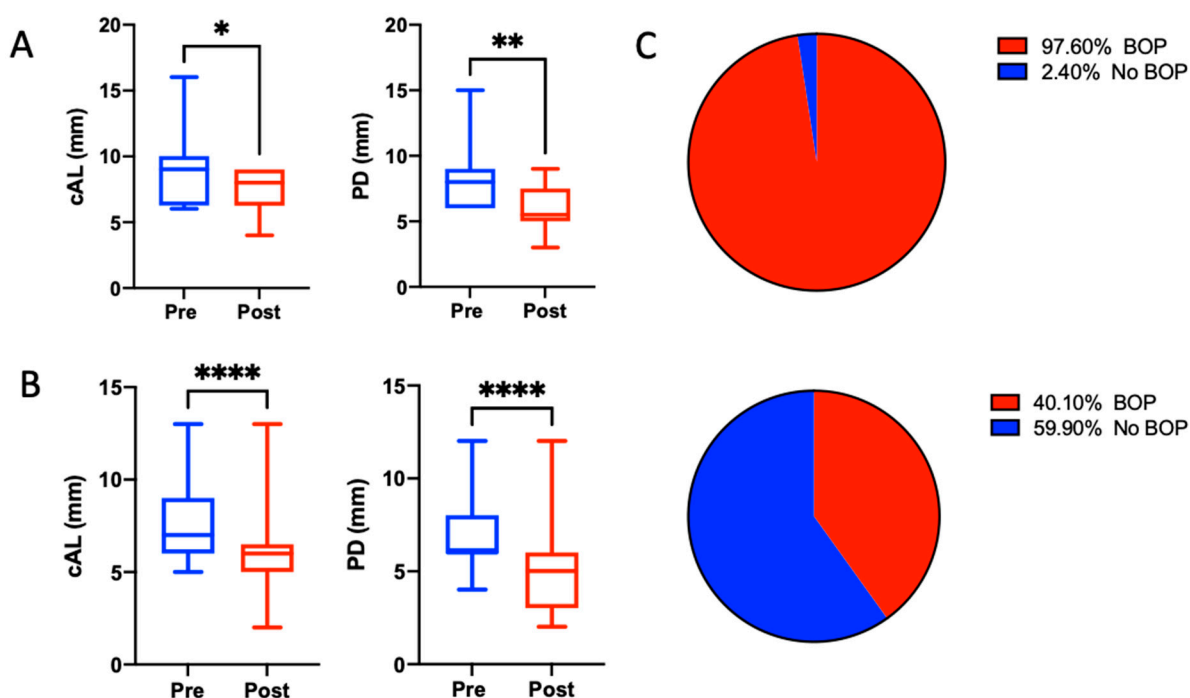 A
cAL (mm)
20
15
10
5
0
*
Pre Post
PD (mm)
20
15
10
5
0
**
Pre Post
C
97.60% BOP
2.40% No BOP
B
cAL (mm)
15
10
5
0
****
Pre Post
PD (mm)
15
10
5
0
****
Pre Post
40.10% BOP
59.90% No BOP